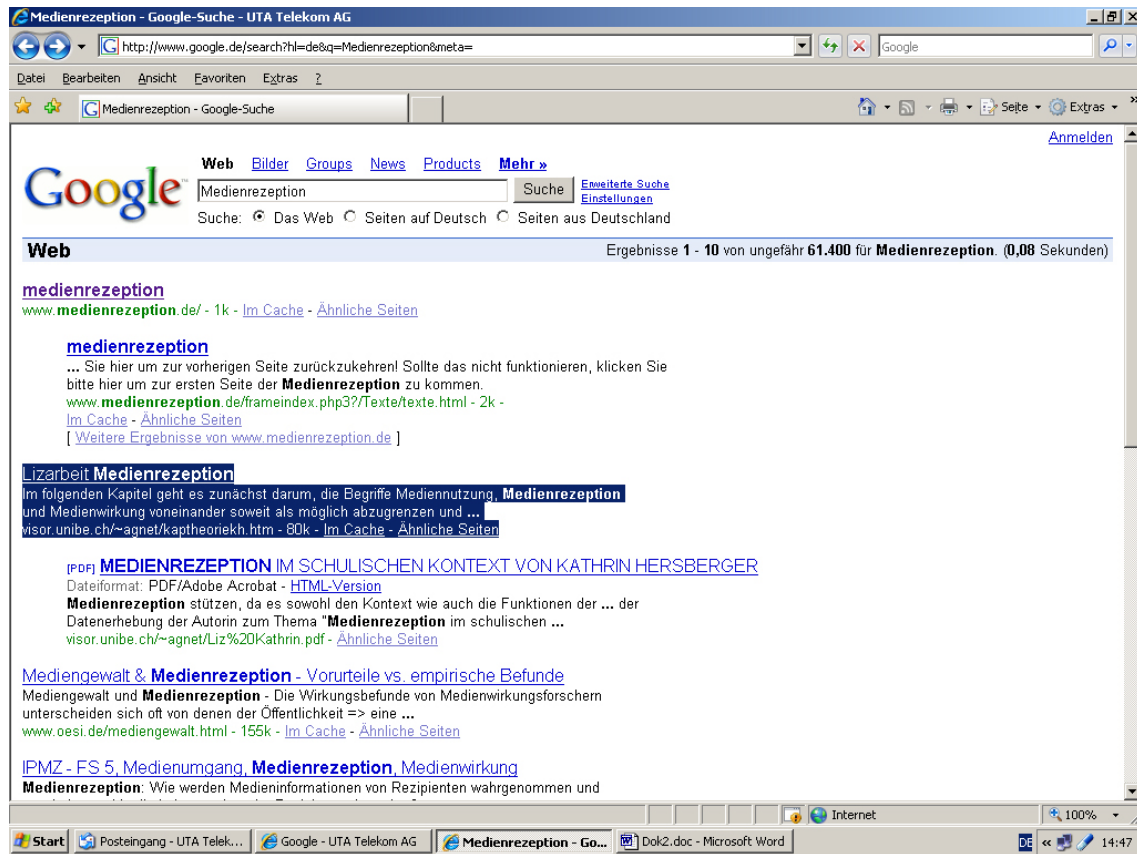 Medienrezeption - Google-Suche - UTA Telekom AG
http://www.google.de/search?hl=de&q=Medienrezeption&meta=
Google
Datei Bearbeiten Ansicht Favoriten Extras ?
Medienrezeption - Google-Suche
Seite Extras »
Anmelden
Google™
Web Bilder Groups News Products Mehr »
Medienrezeption Suche Erweiterte Suche
Einstellungen
Suche: Das Web Seiten auf Deutsch Seiten aus Deutschland
Web Ergebnisse 1 - 10 von ungefähr 61.400 für Medienrezeption. (0,08 Sekunden)
medienrezeption
www.medienrezeption.de/ - 1k - Im Cache - Ähnliche Seiten
medienrezeption
... Sie hier um zur vorherigen Seite zurückzukehren! Sollte das nicht funktionieren, klicken Sie
bitte hier um zur ersten Seite der Medienrezeption zu kommen.
www.medienrezeption.de/frameindex.php3?/Texte/texte.html - 2k -
Im Cache - Ähnliche Seiten
[ Weitere Ergebnisse von www.medienrezeption.de ]
Lizarbeit Medienrezeption
Im folgenden Kapitel geht es zunächst darum, die Begriffe Mediennutzung, Medienrezeption
und Medienwirkung voneinander soweit als möglich abzugrenzen und ...
visor.unibe.ch/~agnet/kaptheoriekh.htm - 80k - Im Cache - Ähnliche Seiten
[PDF] MEDIENREZEPTION IM SCHULISCHEN KONTEXT VON KATHRIN HERSBERGER
Dateiformat: PDF/Adobe Acrobat - HTML-Version
Medienrezeption stützen, da es sowohl den Kontext wie auch die Funktionen der ... der
Datenerhebung der Autorin zum Thema "Medienrezeption im schulischen ...
visor.unibe.ch/~agnet/Liz%20Kathrin.pdf - Ähnliche Seiten
Mediengewalt & Medienrezeption - Vorurteile vs. empirische Befunde
Mediengewalt und Medienrezeption - Die Wirkungsbefunde von Medienwirkungsforschern
unterscheiden sich oft von denen der Öffentlichkeit => eine ...
www.oesi.de/mediengewalt.html - 155k - Im Cache - Ähnliche Seiten
IPMZ - FS 5, Medienumgang, Medienrezeption, Medienwirkung
Medienrezeption: Wie werden Medieninformationen von Rezipienten wahrgenommen und
Internet 100%
Start Posteingang - UTA Telek... Google - UTA Telekom AG Medienrezeption - Go... Dok2.doc - Microsoft Word DE « 14:47